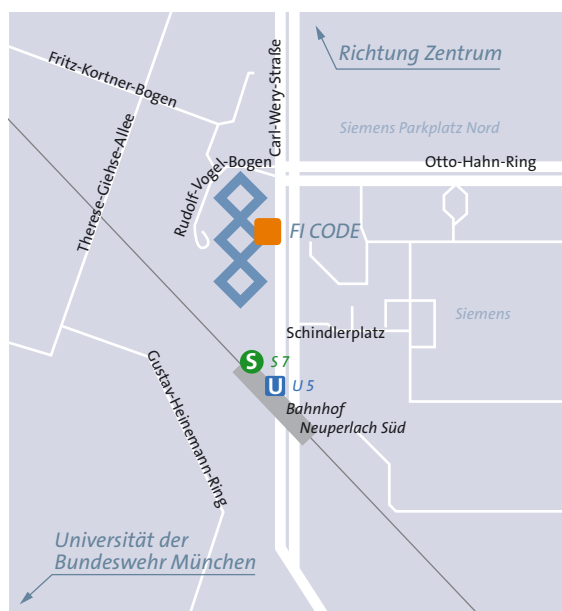 Richtung Zentrum
Fritz-Kortner-Bogen
Carl-Wery-Straße
Siemens Parkplatz Nord
Therese-Giehse-Allee
Rudolf-Vogel-Bogen
Otto-Hahn-Ring
FI CODE
Siemens
Schindlerplatz
S S 7
U U 5
Gustav-Heinemann-Ring
Bahnhof
Neuperlach Süd
Universität der
Bundeswehr München